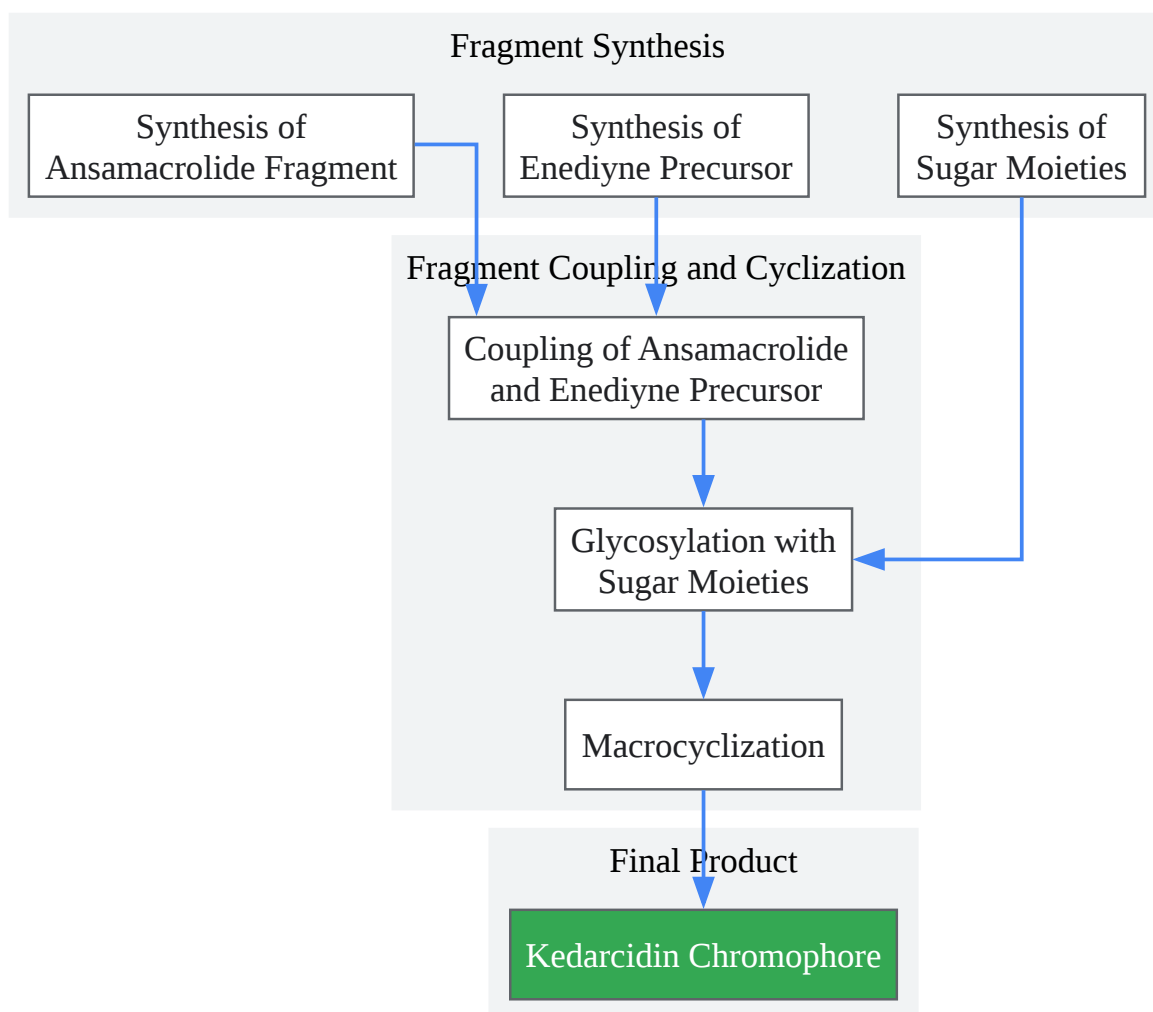 Fragment Synthesis
Synthesis of
Ansamacrolide Fragment
Synthesis of
Enediyne Precursor
Synthesis of
Sugar Moieties
Fragment Coupling and Cyclization
Coupling of Ansamacrolide
and Enediyne Precursor
Glycosylation with
Sugar Moieties
Macrocyclization
Final Product
Kedarcidin Chromophore